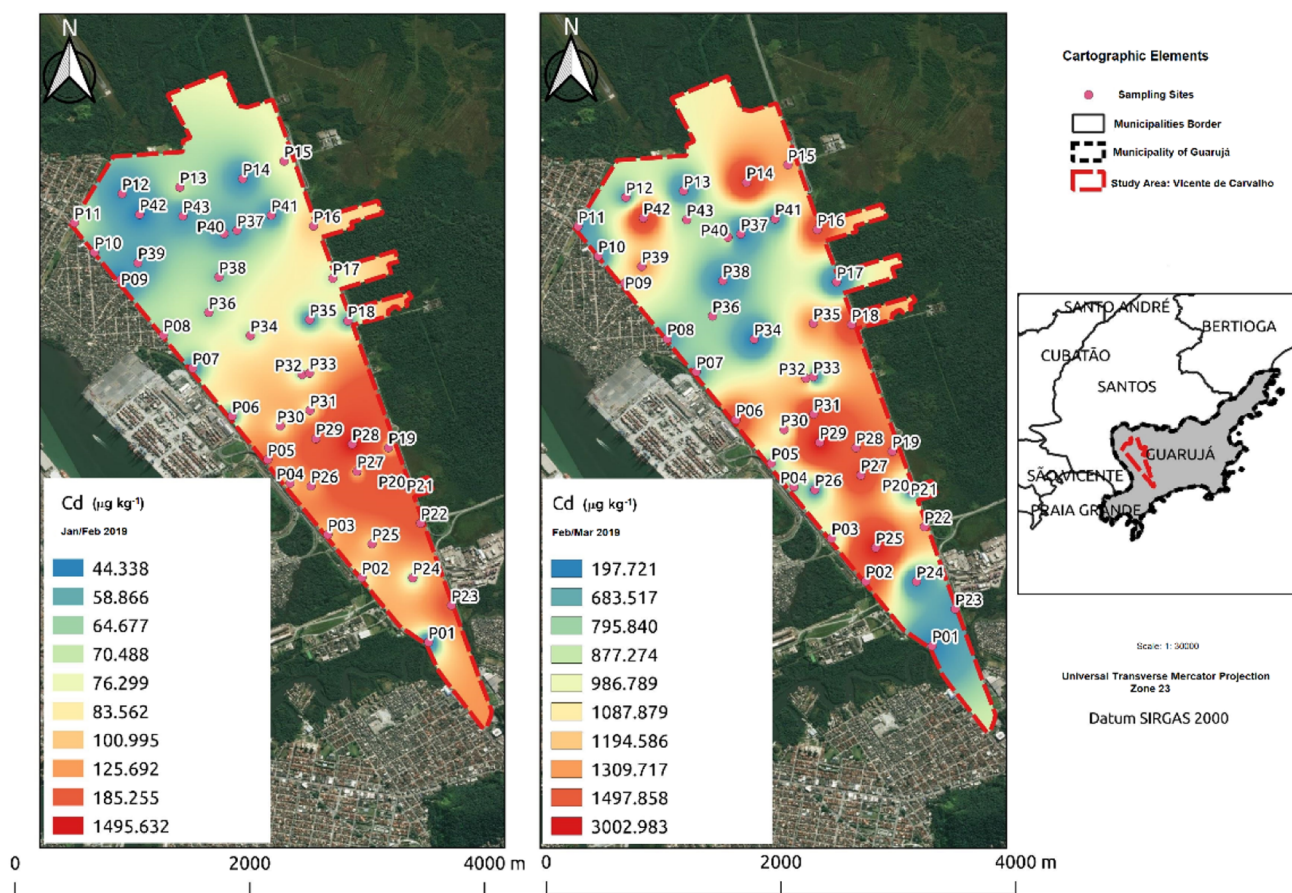 N
P15
P14
P13
P12
P42
P43
P41
P37
P40
P16
P11
P10
P39
P09
P38
P17
P36
P35
P18
P08
P34
P07
P32
P33
P06
P31
P30
P29
P28
P19
P05
P27
P04
P26
P20
P21
P22
P03
P25
P02
P24
P23
P01
Cd (µg kg-1)
Jan/Feb 2019
44.338
58.866
64.677
70.488
76.299
83.562
100.995
125.692
185.255
1495.632
0 2000 4000 m
N
P15
P14
P13
P12
P42
P43
P41
P37
P40
P16
P11
P10
P39
P09
P38
P17
P36
P35
P18
P08
P34
P07
P32
P33
P06
P31
P30
P29
P28
P19
P05
P27
P04
P26
P20
P21
P22
P03
P25
P02
P24
P23
P01
Cd (µg kg-1)
Feb/Mar 2019
197.721
683.517
795.840
877.274
986.789
1087.879
1194.586
1309.717
1497.858
3002.983
0 2000 4000 m
Cartographic Elements
Sampling Sites
Municipalities Border
Municipality of Guarujá
Study Area: Vicente de Carvalho
SANTO ANDRÉ
BERTIOGA
CUBATÃO
SANTOS
GUARUJÁ
SÃO VICENTE
PRAIA GRANDE
Scale: 1: 30000
Universal Transverse Mercator Projection
Zone 23
Datum SIRGAS 2000